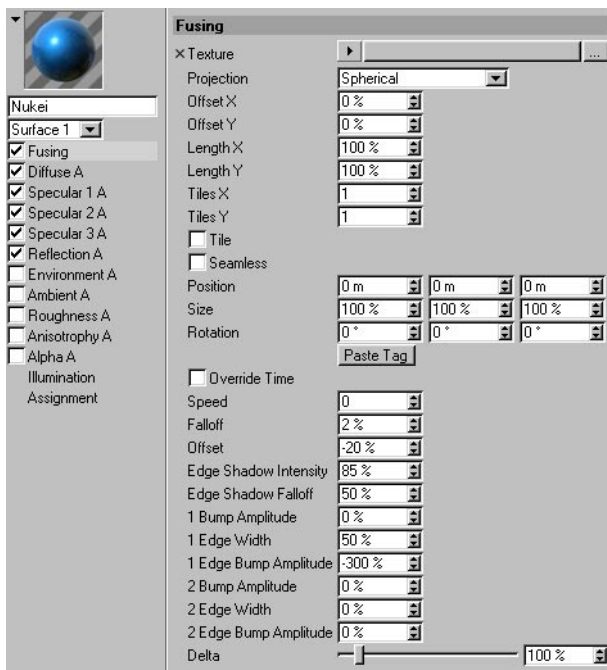 Nukei
Surface 1
Fusing
Diffuse A
Specular 1 A
Specular 2 A
Specular 3 A
Reflection A
Environment A
Ambient A
Roughness A
Anisotrophy A
Alpha A
Illumination
Assignment
Fusing
Texture ...
Projection Spherical
Offset X 0 %
Offset Y 0 %
Length X 100 %
Length Y 100 %
Tiles X 1
Tiles Y 1
Tile
Seamless
Position 0 m 0 m 0 m
Size 100 % 100 % 100 %
Rotation 0 ° 0 ° 0 °
Paste Tag
Override Time
Speed 0
Falloff 2 %
Offset -20 %
Edge Shadow Intensity 85 %
Edge Shadow Falloff 50 %
1 Bump Amplitude 0 %
1 Edge Width 50 %
1 Edge Bump Amplitude -300 %
2 Bump Amplitude 0 %
2 Edge Width 0 %
2 Edge Bump Amplitude 0 %
Delta 100 %